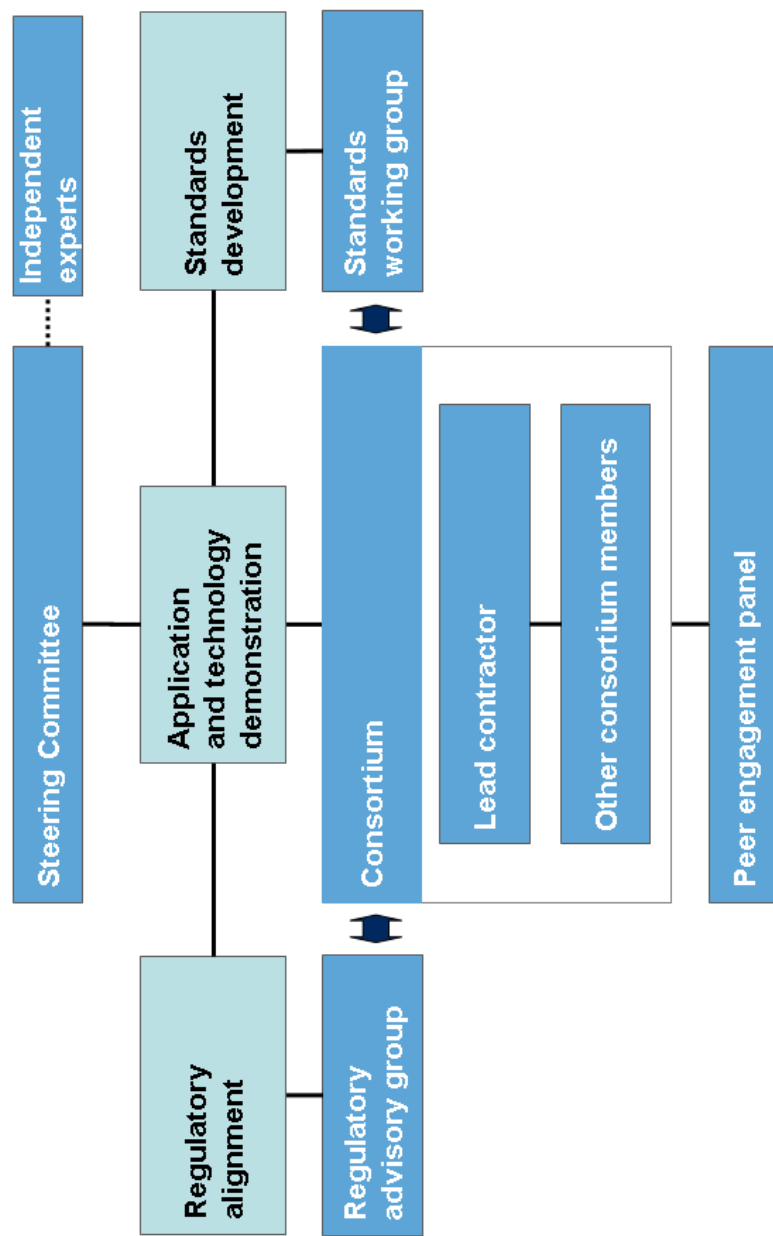 Steering Committee
Independent
experts
Regulatory
alignment
Application
and technology
demonstration
Standards
development
Regulatory
advisory group
Consortium
Standards
working group
Lead contractor
Other consortium members
Peer engagement panel